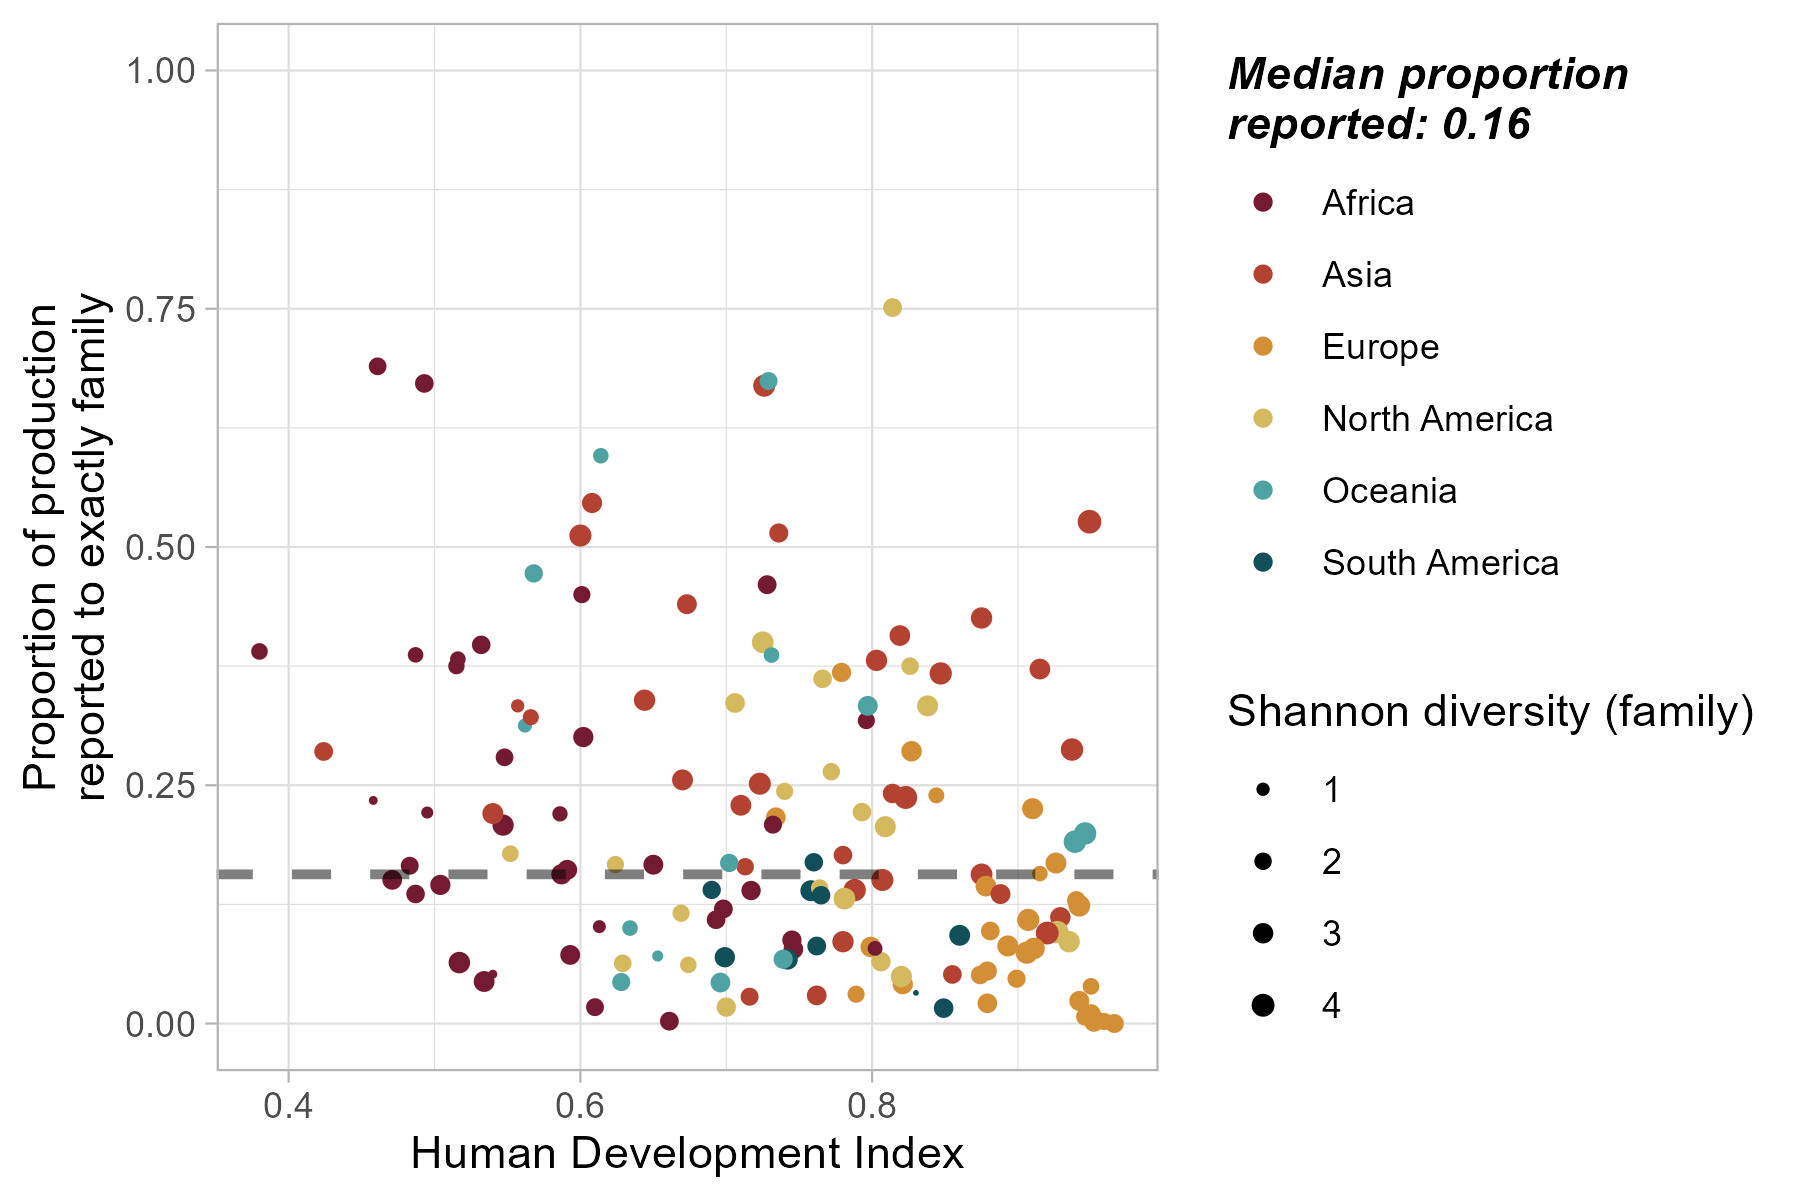 1.00
0.75
0.50
0.25
0.00
Proportion of production
reported to exactly family
0.4 0.6 0.8
Human Development Index
Median proportion
reported: 0.16
Africa
Asia
Europe
North America
Oceania
South America
Shannon diversity (family)
1
2
3
4